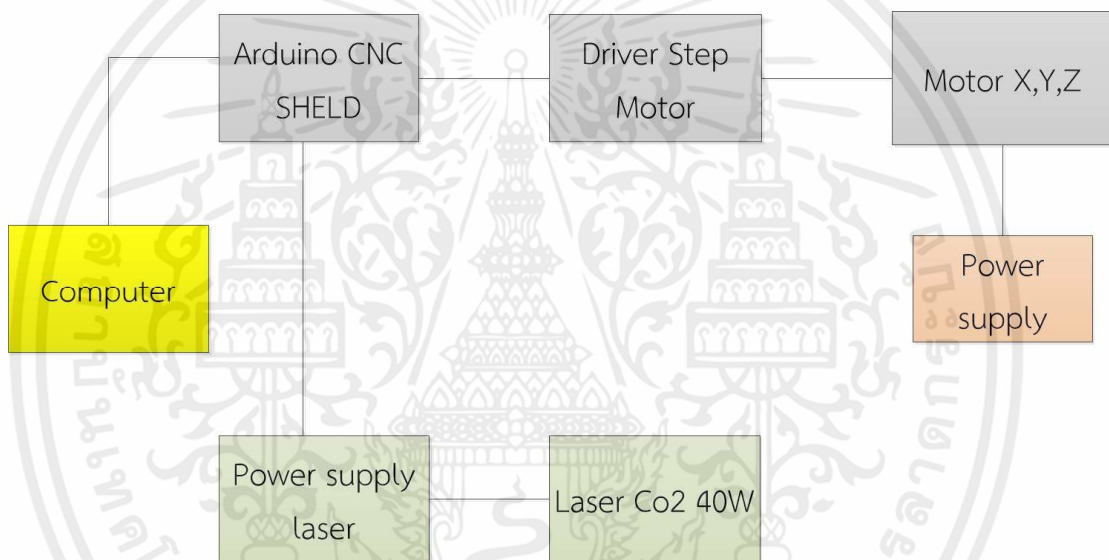 Arduino CNC
SHELD
Driver Step
Motor
Motor X,Y,Z
Computer
Power
supply
Power supply
laser
Laser Co2 40W